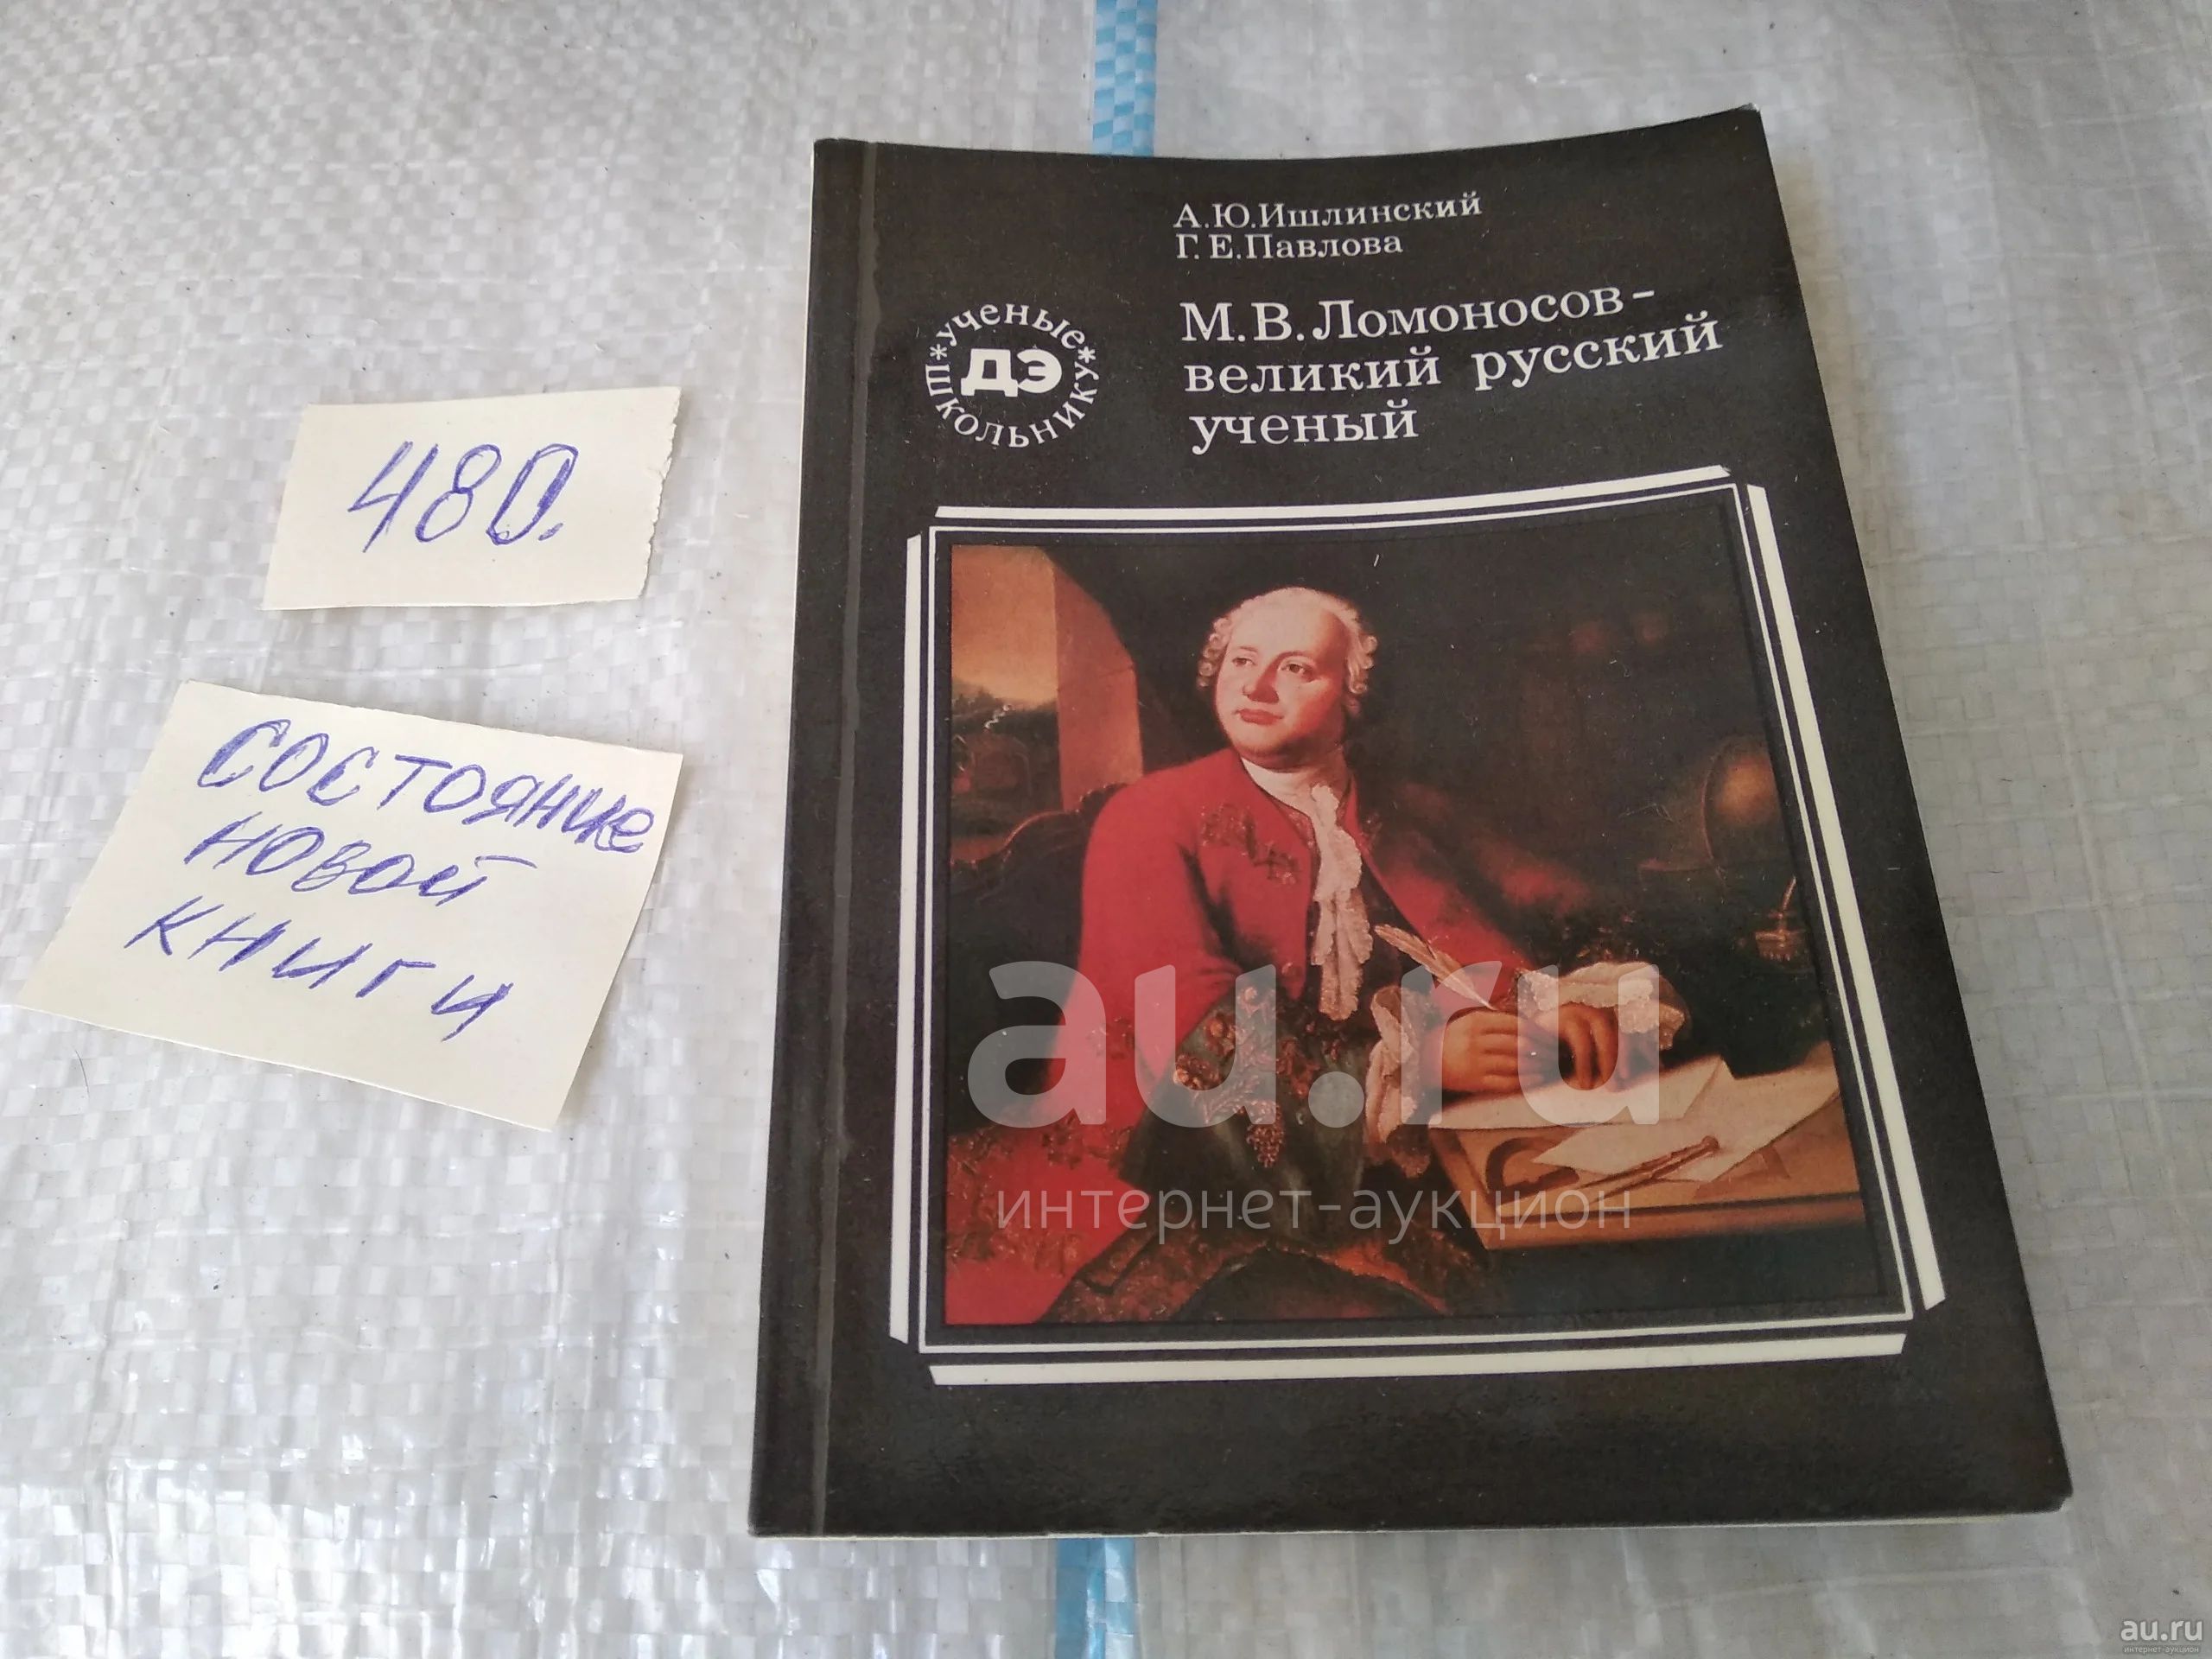 480.
состояние
новой
книги
А.Ю.Ишлинский
Г.Е.Павлова
*ученые*
школьнику
ДЭ
М.В.Ломоносов-
великий русский
ученый
au.ru
интернет-аукцион
au.ru
интернет-аукцион